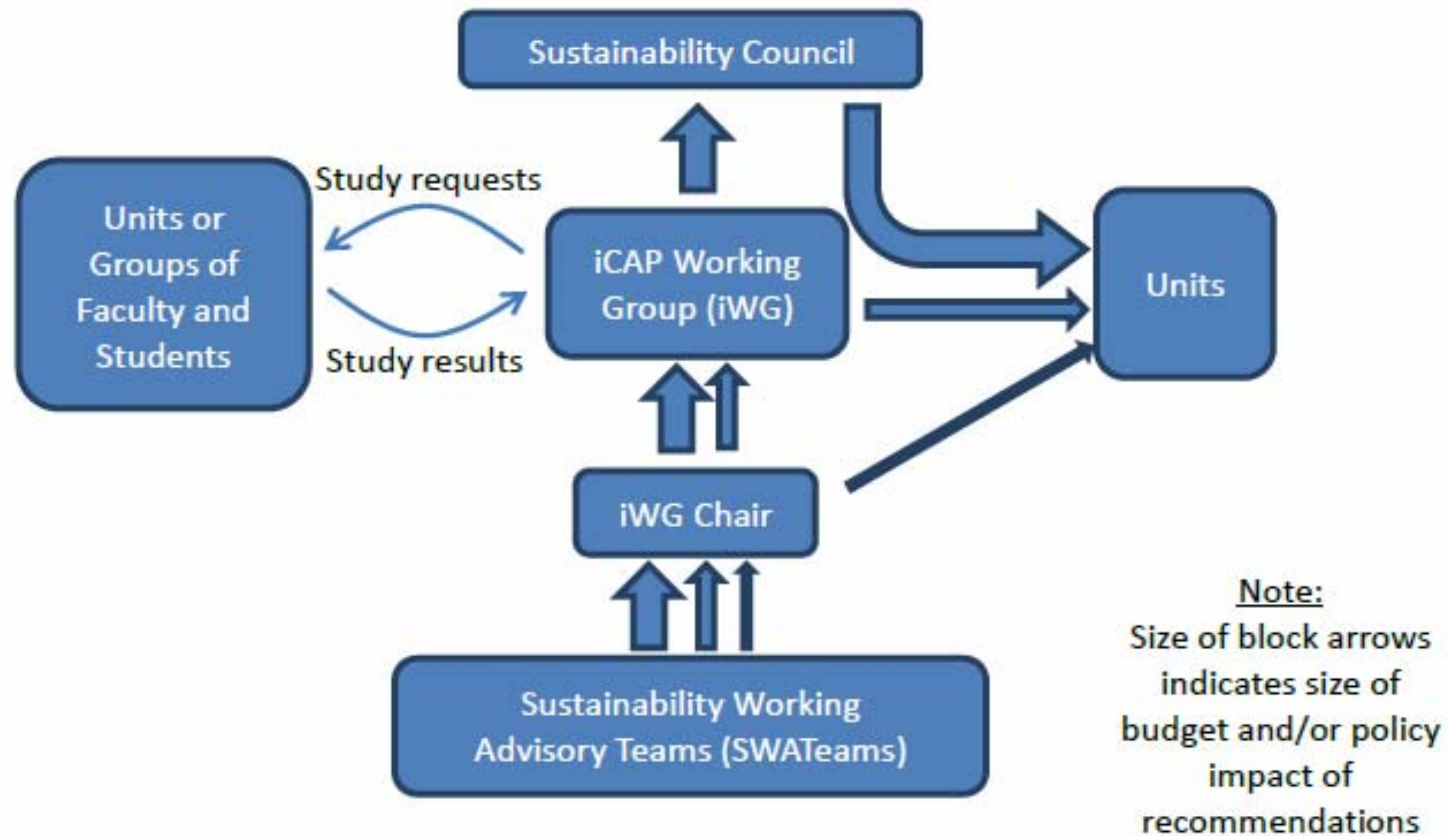 Sustainability Council
Study requests
Units or
Groups of
Faculty and
Students
iCAP Working
Group (iWG)
Units
Study results
iWG Chair
Sustainability Working
Advisory Teams (SWATeams)
Note:
Size of block arrows
indicates size of
budget and/or policy
impact of
recommendations